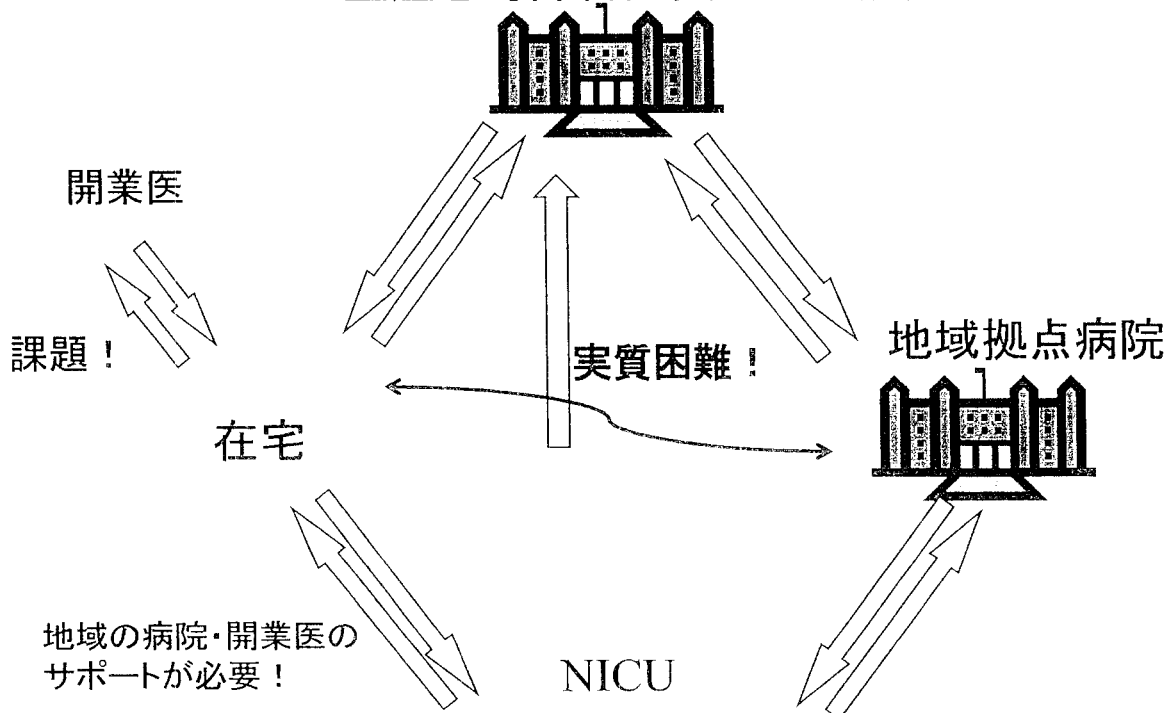 開業医
課題！
実質困難！
地域拠点病院
在宅
地域の病院・開業医の
サポートが必要！
NICU